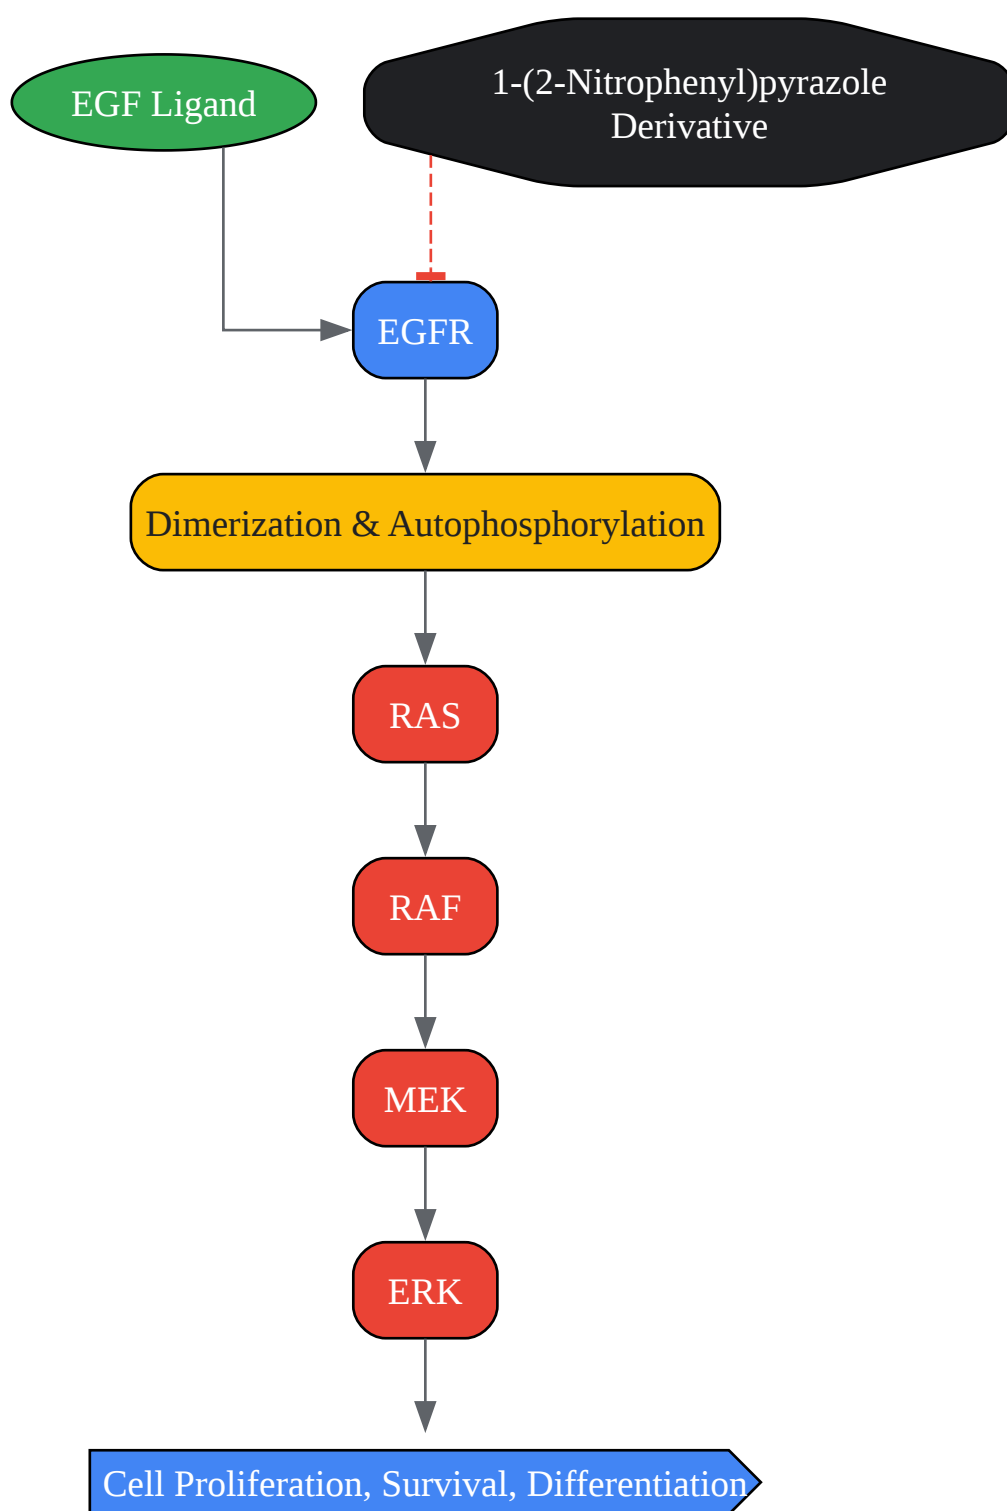 EGF Ligand
1-(2-Nitrophenyl)pyrazole
Derivative
EGFR
Dimerization & Autophosphorylation
RAS
RAF
MEK
ERK
Cell Proliferation, Survival, Differentiation